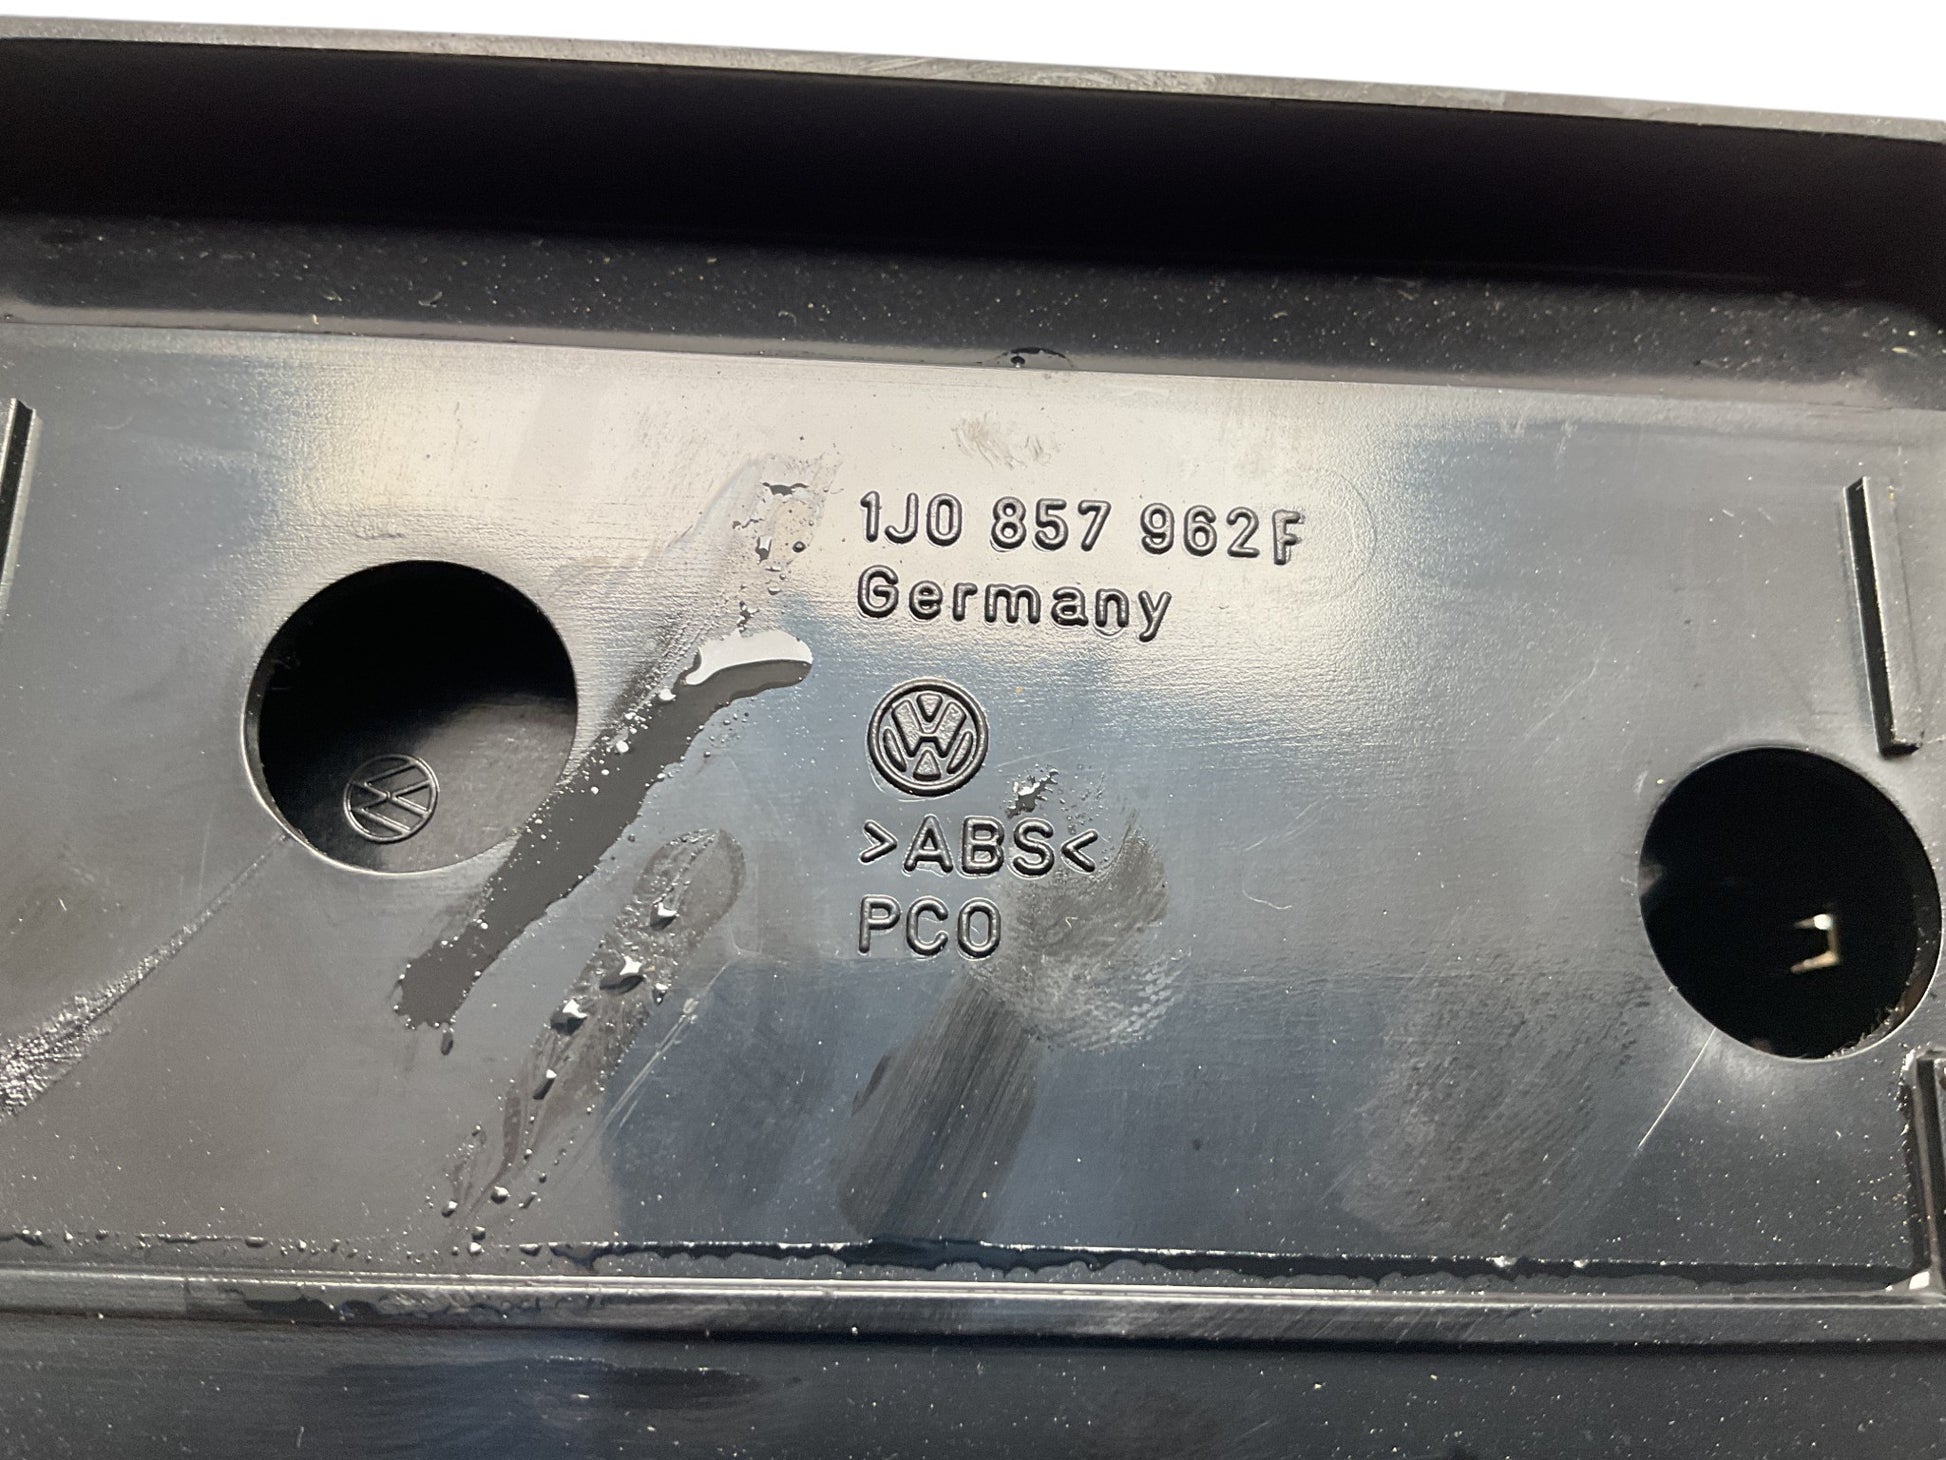 1J0 857 962F
Germany
>ABS<
PCO